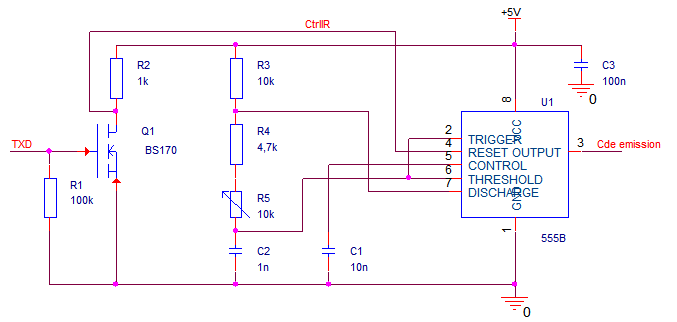 +5V
CtrlIR
R2
1k
R3
10k
C3
100n
0
U1
8
VCC
TXD
Q1
BS170
R4
4,7k
2
TRIGGER
4
RESET OUTPUT
3
Cde emission
5
CONTROL
6
THRESHOLD
7
DISCHARGE
GND
1
555B
R1
100k
R5
10k
C2
1n
C1
10n
0